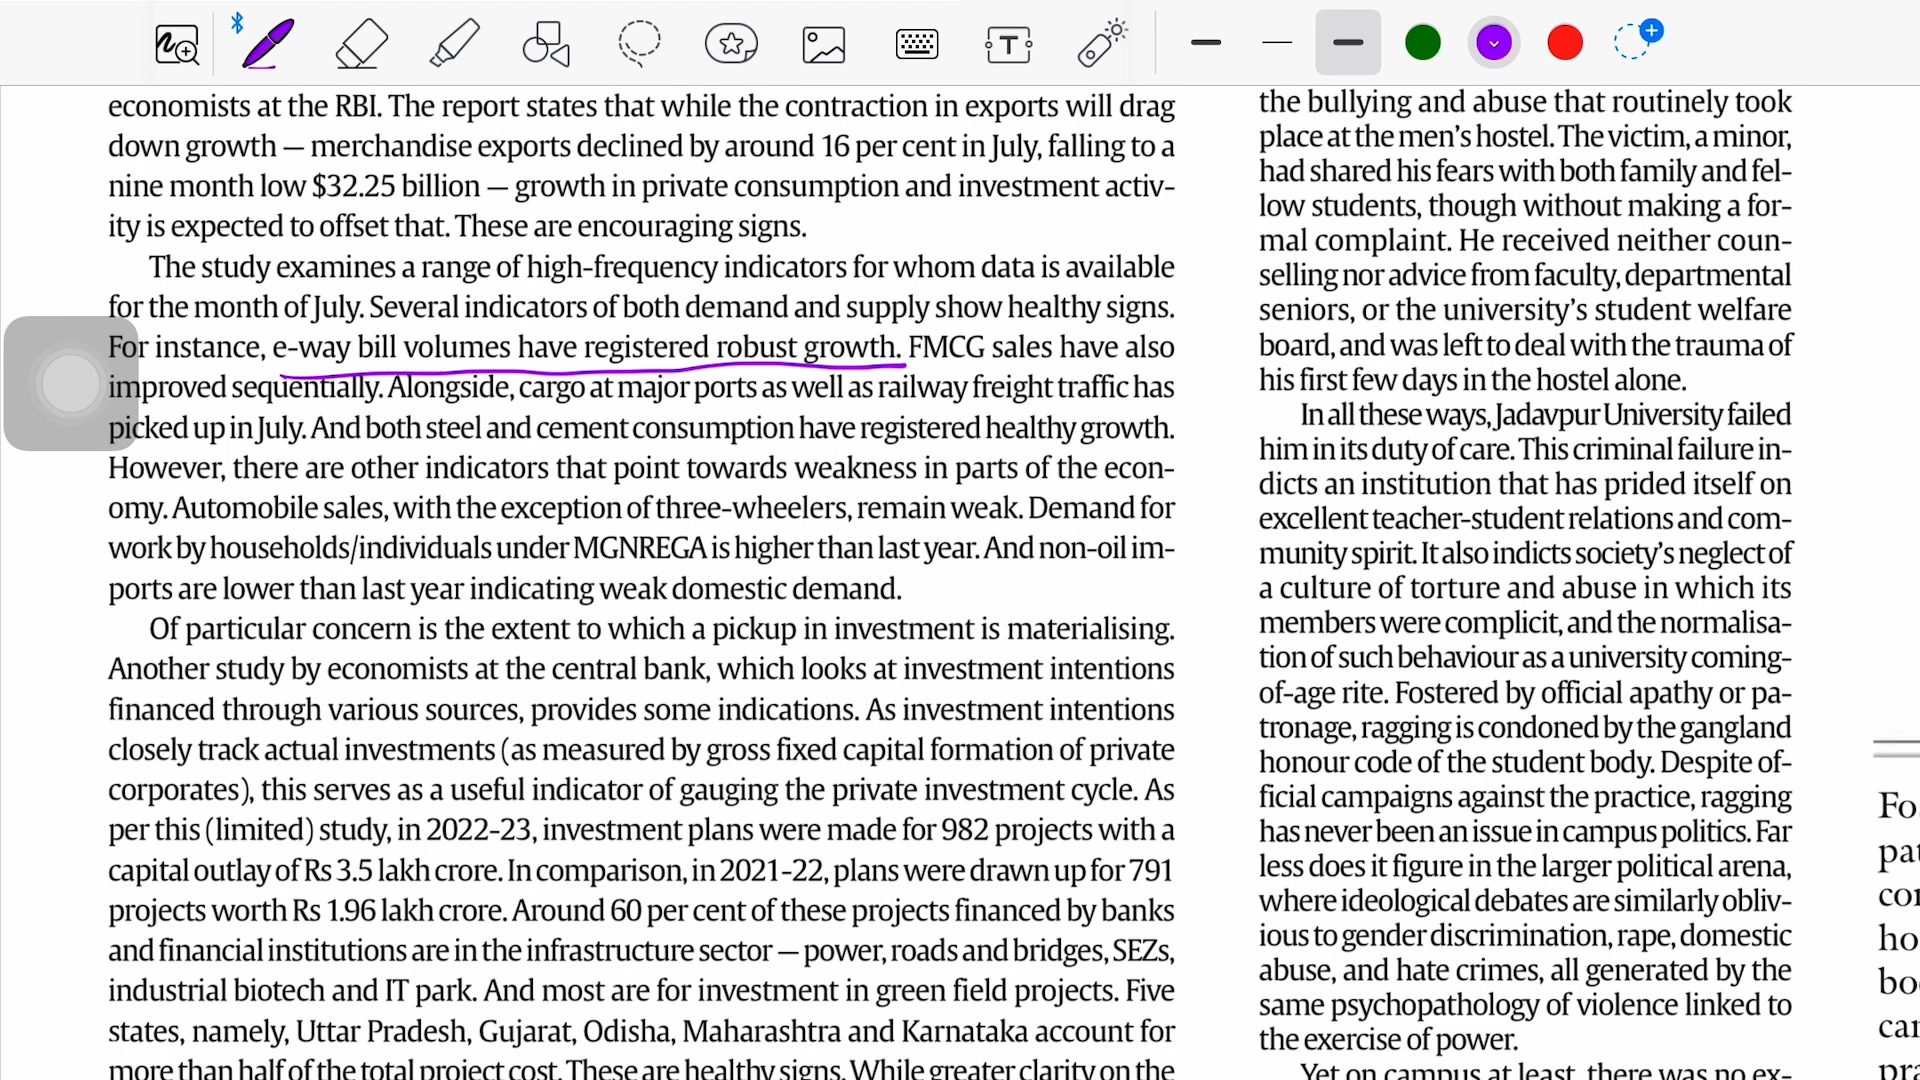 economists at the RBI. The report states that while the contraction in exports will drag
down growth — merchandise exports declined by around 16 per cent in July, falling to a
nine month low $32.25 billion — growth in private consumption and investment activ-
ity is expected to offset that. These are encouraging signs.
The study examines a range of high-frequency indicators for whom data is available
for the month of July. Several indicators of both demand and supply show healthy signs.
For instance, e-way bill volumes have registered robust growth. FMCG sales have also
improved sequentially. Alongside, cargo at major ports as well as railway freight traffic has
picked up in July. And both steel and cement consumption have registered healthy growth.
However, there are other indicators that point towards weakness in parts of the econ-
omy. Automobile sales, with the exception of three-wheelers, remain weak. Demand for
work by households/individuals under MGNREGA is higher than last year. And non-oil im-
ports are lower than last year indicating weak domestic demand.
Of particular concern is the extent to which a pickup in investment is materialising.
Another study by economists at the central bank, which looks at investment intentions
financed through various sources, provides some indications. As investment intentions
closely track actual investments (as measured by gross fixed capital formation of private
corporates), this serves as a useful indicator of gauging the private investment cycle. As
per this (limited) study, in 2022-23, investment plans were made for 982 projects with a
capital outlay of Rs 3.5 lakh crore. In comparison, in 2021-22, plans were drawn up for 791
projects worth Rs 1.96 lakh crore. Around 60 per cent of these projects financed by banks
and financial institutions are in the infrastructure sector — power, roads and bridges, SEZs,
industrial biotech and IT park. And most are for investment in green field projects. Five
states, namely, Uttar Pradesh, Gujarat, Odisha, Maharashtra and Karnataka account for
more than half of the total project cost. These are healthy signs. While greater clarity on the
the bullying and abuse that routinely took
place at the men's hostel. The victim, a minor,
had shared his fears with both family and fel-
low students, though without making a for-
mal complaint. He received neither coun-
selling nor advice from faculty, departmental
seniors, or the university's student welfare
board, and was left to deal with the trauma of
his first few days in the hostel alone.
In all these ways, Jadavpur University failed
him in its duty of care. This criminal failure in-
dicts an institution that has prided itself on
excellent teacher-student relations and com-
munity spirit. It also indicts society's neglect of
a culture of torture and abuse in which its
members were complicit, and the normalisa-
tion of such behaviour as a university coming-
of-age rite. Fostered by official apathy or pa-
tronage, ragging is condoned by the gangland
honour code of the student body. Despite of-
ficial campaigns against the practice, ragging
has never been an issue in campus politics. Far
less does it figure in the larger political arena,
where ideological debates are similarly obliv-
ious to gender discrimination, rape, domestic
abuse, and hate crimes, all generated by the
same psychopathology of violence linked to
the exercise of power.
Yet on campus at least, there was no ex-